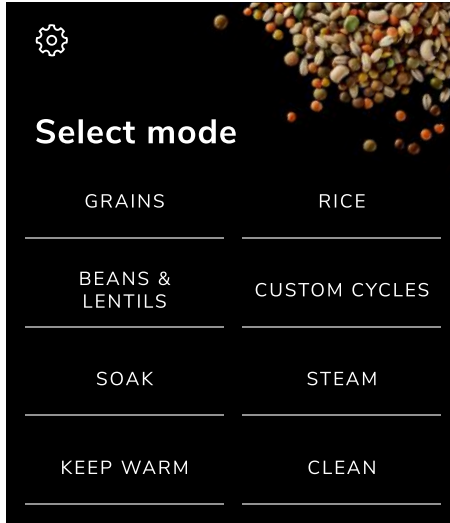 Select mode
GRAINS
RICE
BEANS &
LENTILS
CUSTOM CYCLES
SOAK
STEAM
KEEP WARM
CLEAN